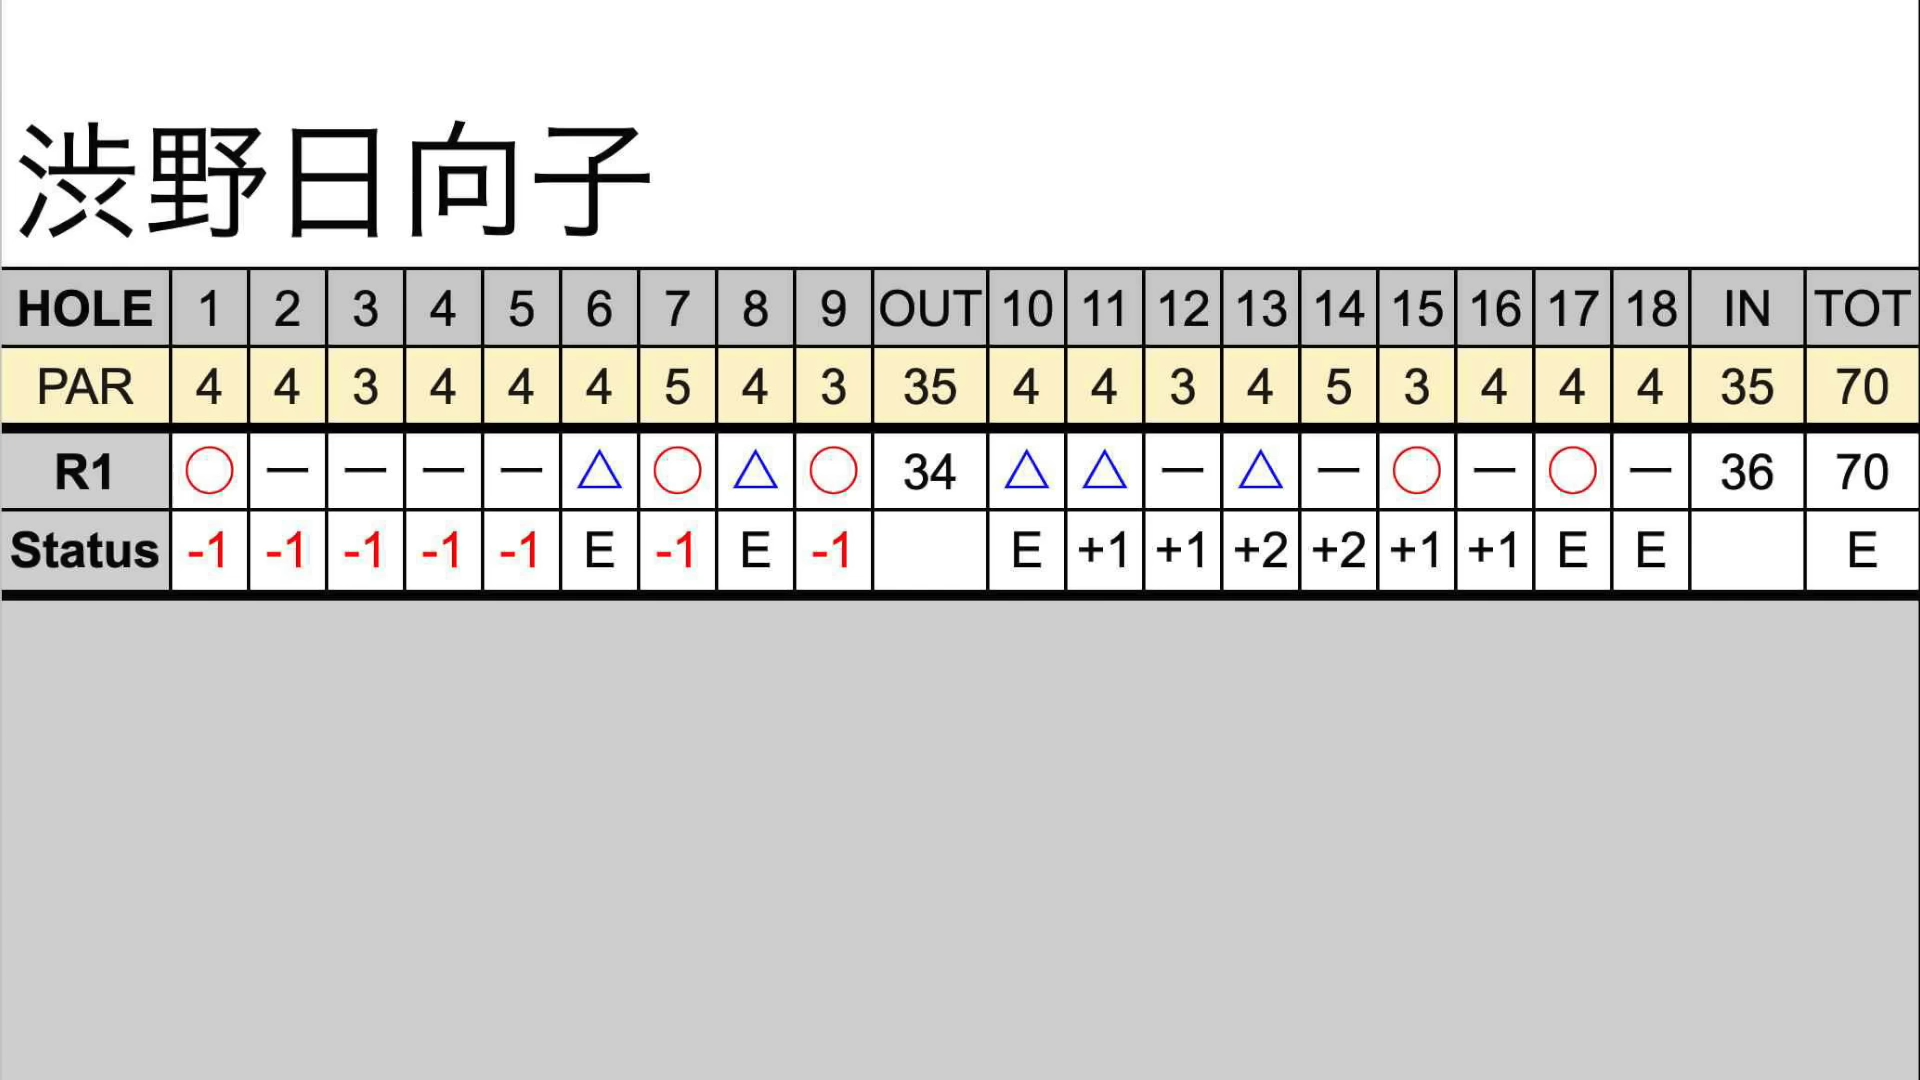 渋野日向子
HOLE 1 2 3 4 5 6 7 8 9 OUT 10 11 12 13 14 15 16 17 18 IN TOT
PAR 4 4 3 4 4 4 5 4 3 35 4 4 3 4 5 3 4 4 4 35 70
R1 ○ — — — — △ ○ △ ○ 34 △ △ — △ — ○ — ○ — 36 70
Status -1 -1 -1 -1 -1 E -1 E -1 E +1 +1 +2 +2 +1 +1 E E E